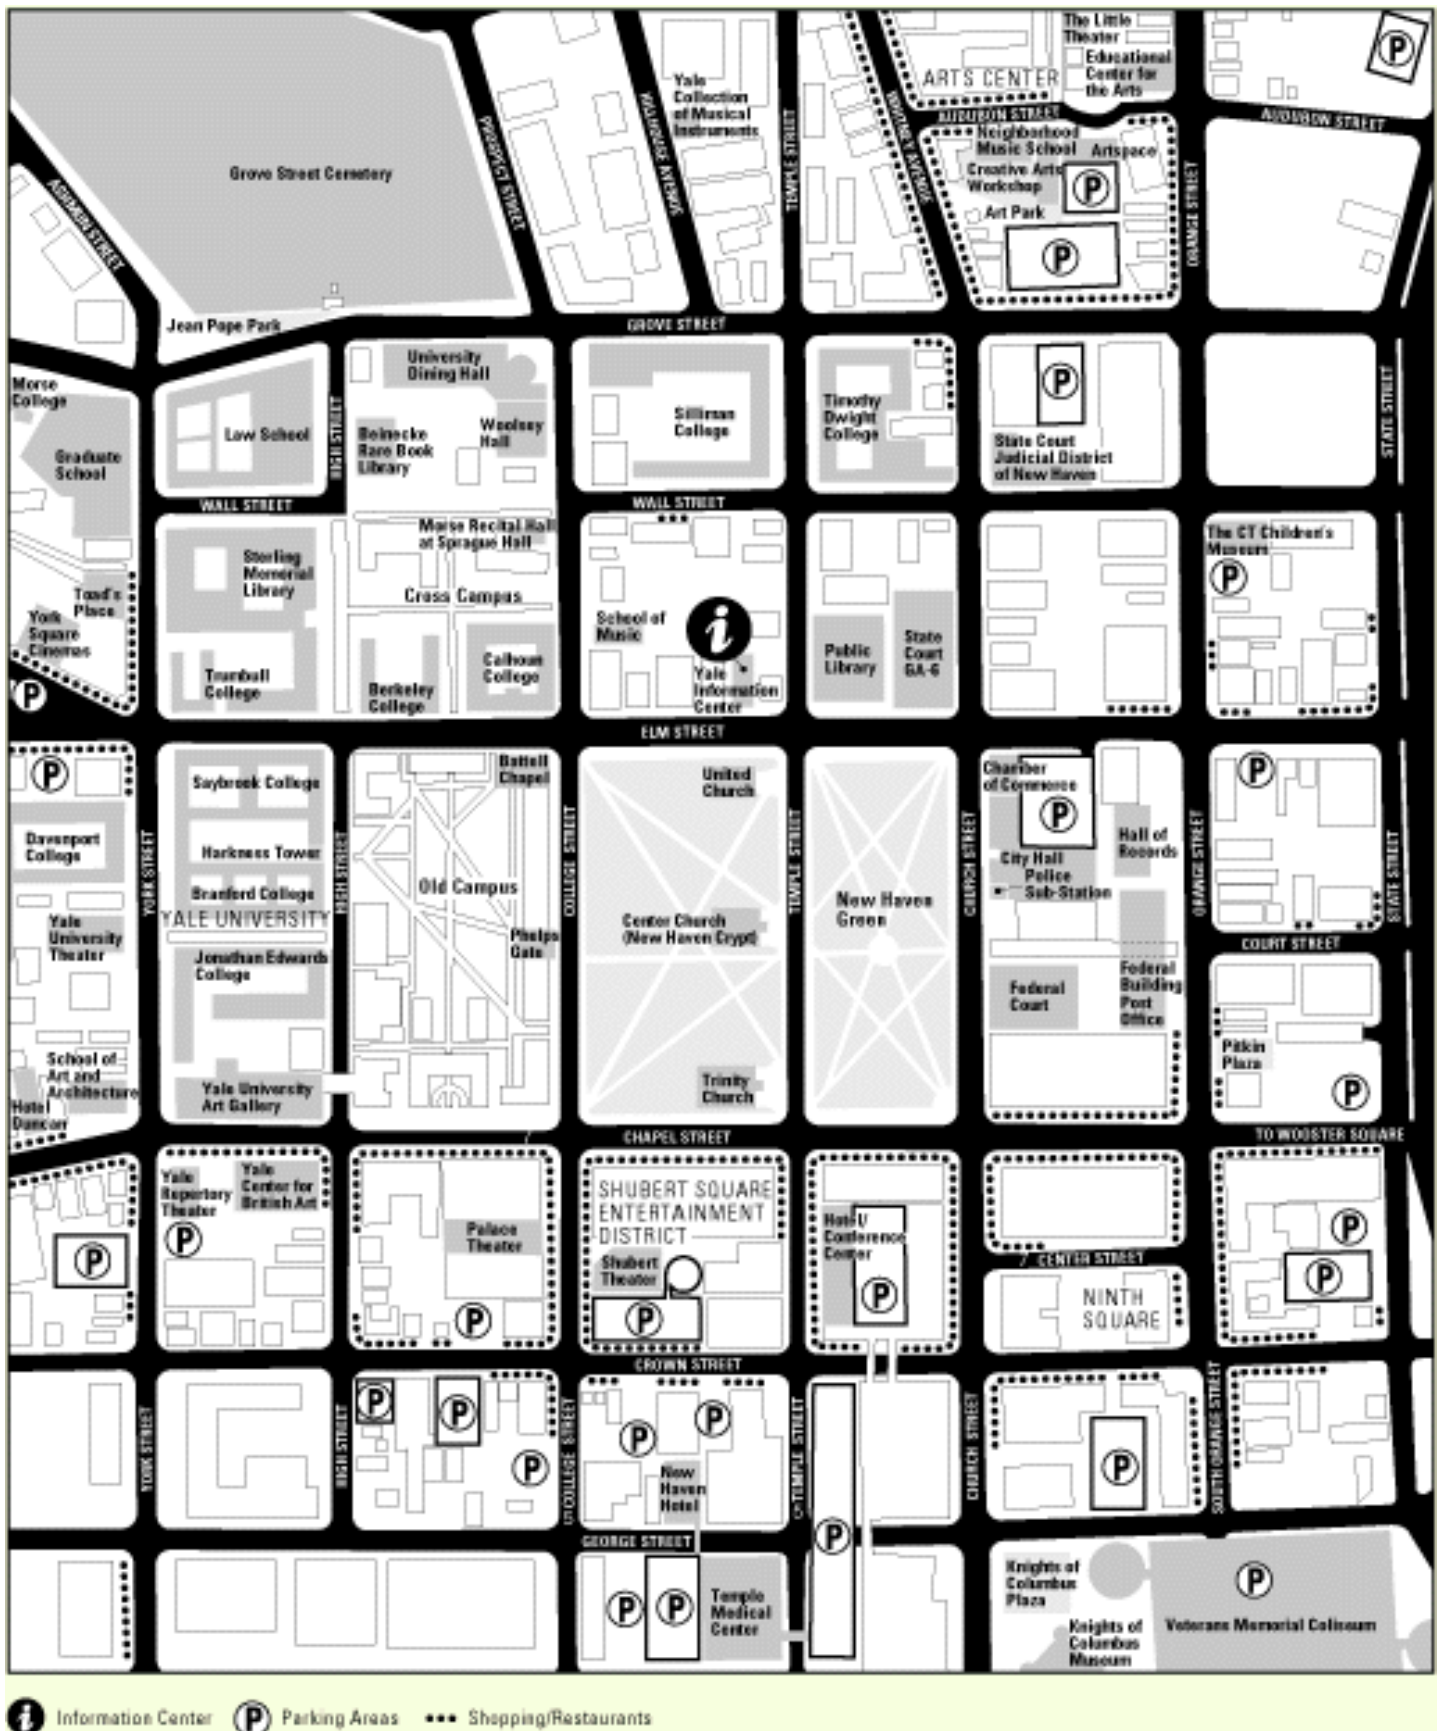 The Little
Theater
Educational
Center for
the Arts
ARTS CENTER
P
Yale
Collection
of Musical
Instruments
PROSPECT STREET
HILLHOUSE AVENUE
TEMPLE STREET
WHITNEY AVENUE
AUDUBON STREET
AUDUBON STREET
Neighborhood
Music School
Artspace
Creative Arts
Workshop
P
Art Park
P
ORANGE STREET
Grove Street Cemetery
ASHMUN STREET
Jean Pope Park
GROVE STREET
Morse
College
Graduate
School
Law School
HIGH STREET
University
Dining Hall
Beinecke
Rare Book
Library
Woolsey
Hall
Silliman
College
Timothy
Dwight
College
P
State Court
Judicial District
of New Haven
STATE STREET
WALL STREET
WALL STREET
Morse Recital Hall
at Sprague Hall
Sterling
Memorial
Library
Cross Campus
Toad's
Place
York
Square
Cinemas
P
Trumbull
College
Berkeley
College
Calhoun
College
School of
Music
i
Yale
Information
Center
Public
Library
State
Court
GA-6
The CT Children's
Museum
P
ELM STREET
P
Davenport
College
Yale
University
Theater
School of
Art and
Architecture
Hotel
Duncan
YORK STREET
Saybrook College
Harkness Tower
Branford College
YALE UNIVERSITY
Jonathan Edwards
College
Yale University
Art Gallery
HIGH STREET
Battell
Chapel
Old Campus
Phelps
Gate
COLLEGE STREET
United
Church
Center Church
(New Haven Crypt)
Trinity
Church
TEMPLE STREET
New Haven
Green
CHURCH STREET
Chamber
of Commerce
P
City Hall
Police
Sub-Station
Hall of
Records
Federal
Court
Federal
Building
Post
Office
ORANGE STREET
P
STATE STREET
COURT STREET
Pitkin
Plaza
P
CHAPEL STREET
TO WOOSTER SQUARE
P
Yale
Repertory
Theater
P
Yale
Center for
British Art
Palace
Theater
P
SHUBERT SQUARE
ENTERTAINMENT
DISTRICT
Shubert
Theater
P
Hotel/
Conference
Center
P
CENTER STREET
NINTH
SQUARE
P
P
CROWN STREET
YORK STREET
HIGH STREET
P
P
P
COLLEGE STREET
P
P
New
Haven
Hotel
TEMPLE STREET
P
CHURCH STREET
P
SOUTH ORANGE STREET
GEORGE STREET
P
P
Temple
Medical
Center
Knights of
Columbus
Plaza
Knights of
Columbus
Museum
P
Veterans Memorial Coliseum
i Information Center P Parking Areas ••• Shopping/Restaurants